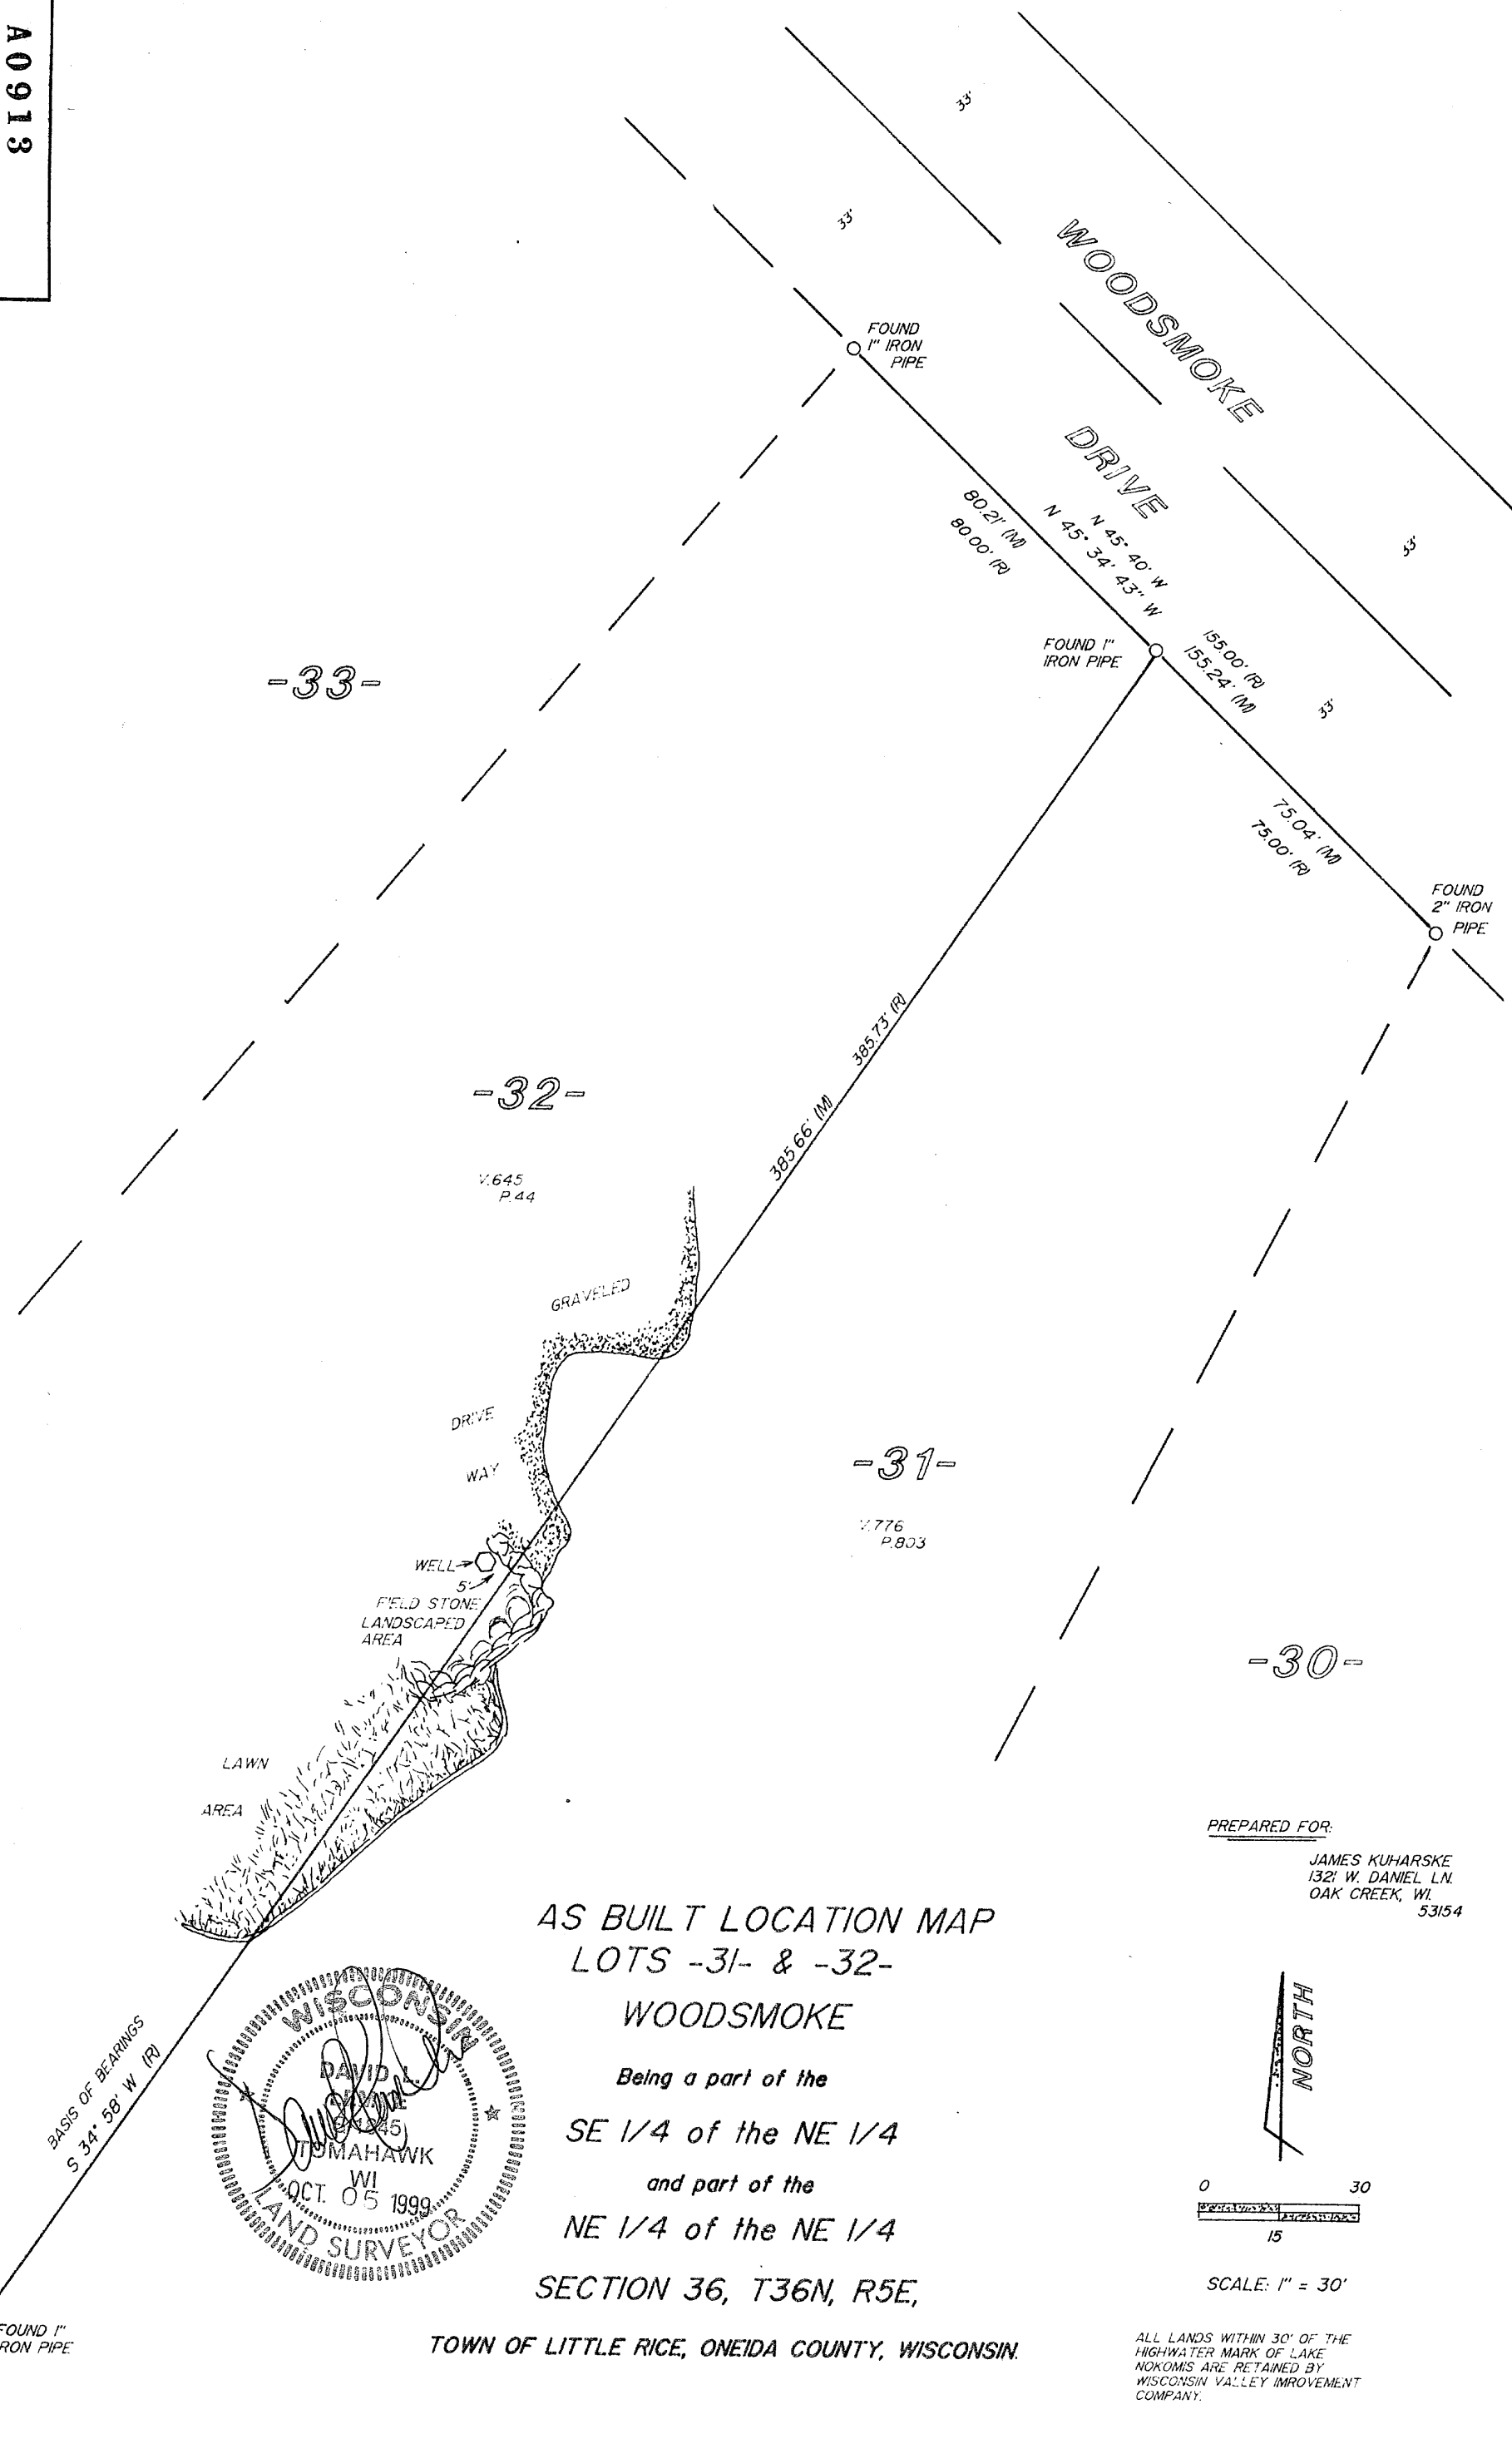 A0913
33'
33'
WOODSMOKE
DRIVE
FOUND
1" IRON
PIPE
80.21' (M)
80.00' (R)
N 45° 40' W
N 45° 34' 43" W
33'
FOUND 1"
IRON PIPE
155.00' (R)
155.24' (M)
33'
-33-
75.04' (M)
75.00' (R)
FOUND
2" IRON
PIPE
385.73' (R)
385.66' (M)
-32-
V.645
P.44
GRAVELED
DRIVE
WAY
-31-
V.776
P.803
WELL
5'
FIELD STONE
LANDSCAPED
AREA
-30-
LAWN
AREA
PREPARED FOR:
JAMES KUHARSKE
1321 W. DANIEL LN.
OAK CREEK, WI.
53154
AS BUILT LOCATION MAP
LOTS -31- & -32-
WOODSMOKE
Being a part of the
SE 1/4 of the NE 1/4
and part of the
NE 1/4 of the NE 1/4
SECTION 36, T36N, R5E,
TOWN OF LITTLE RICE, ONEIDA COUNTY, WISCONSIN.
BASIS OF BEARINGS
S 34° 58' W (R)
WISCONSIN
DAVID L.
TOMAHAWK
WI
OCT. 05 1999
LAND SURVEYOR
NORTH
0 30
15
SCALE: 1" = 30'
FOUND 1"
IRON PIPE
ALL LANDS WITHIN 30' OF THE
HIGHWATER MARK OF LAKE
NOKOMIS ARE RETAINED BY
WISCONSIN VALLEY IMROVEMENT
COMPANY.